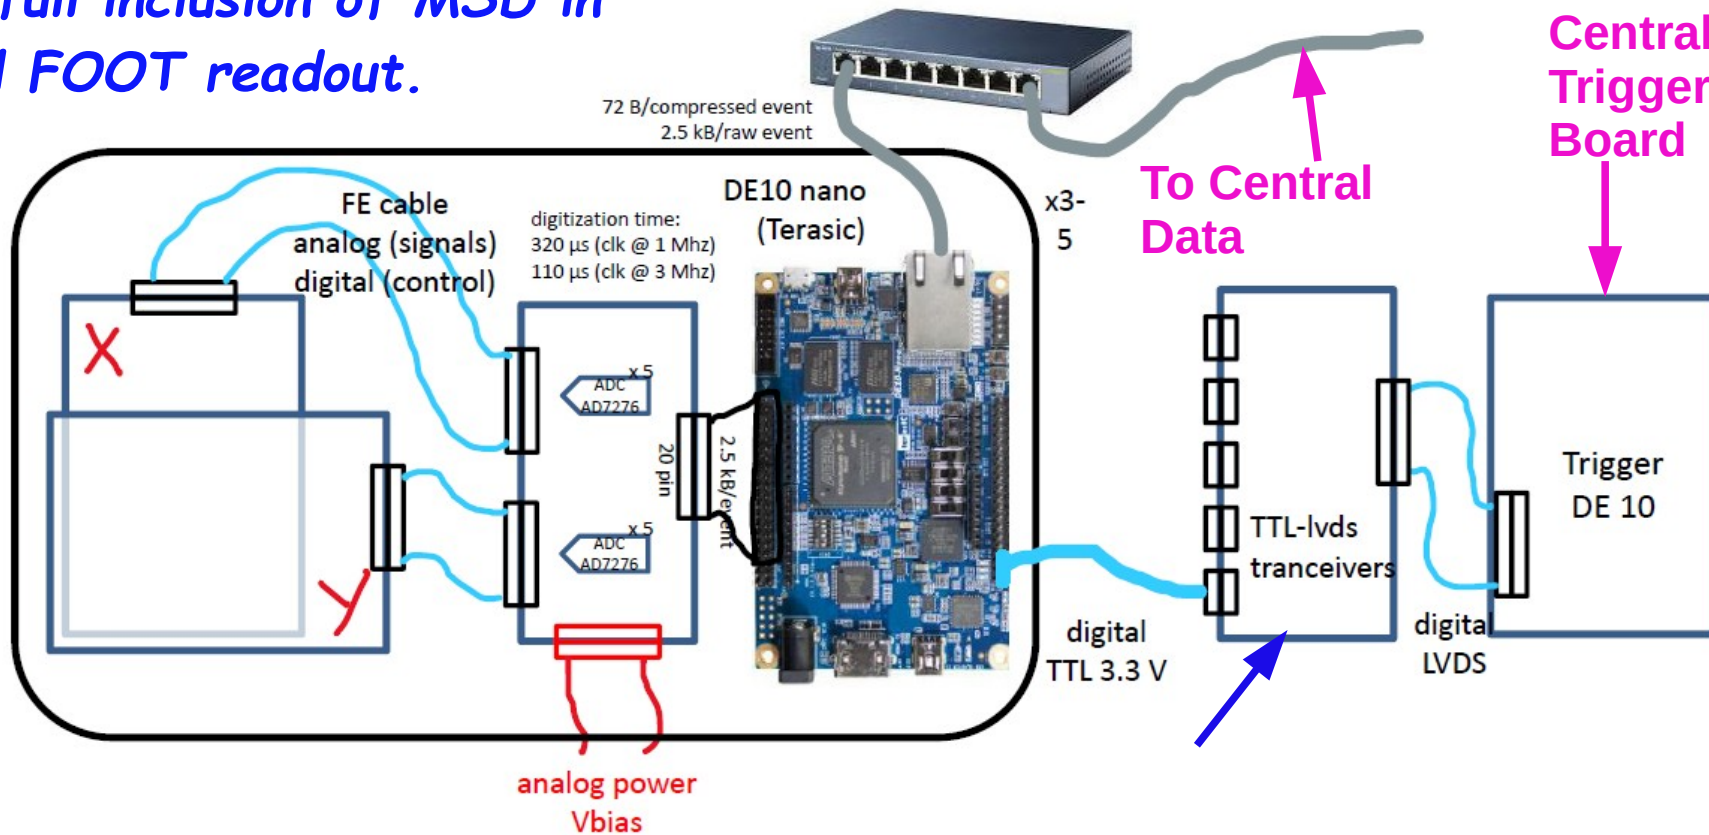 full inclusion of MSD in
FOOT readout.
72 B/compressed event
2.5 kB/raw event
Central
Trigger
Board
To Central
Data
x3-
5
FE cable
analog (signals)
digital (control)
digitization time:
320 µs (clk @ 1 Mhz)
110 µs (clk @ 3 Mhz)
DE10 nano
(Terasic)
X
Y
ADC
AD7276
x 5
ADC
AD7276
x 5
20 pin
2.5 kB/event
TTL-lvds
tranceivers
Trigger
DE 10
digital
TTL 3.3 V
digital
LVDS
analog power
Vbias